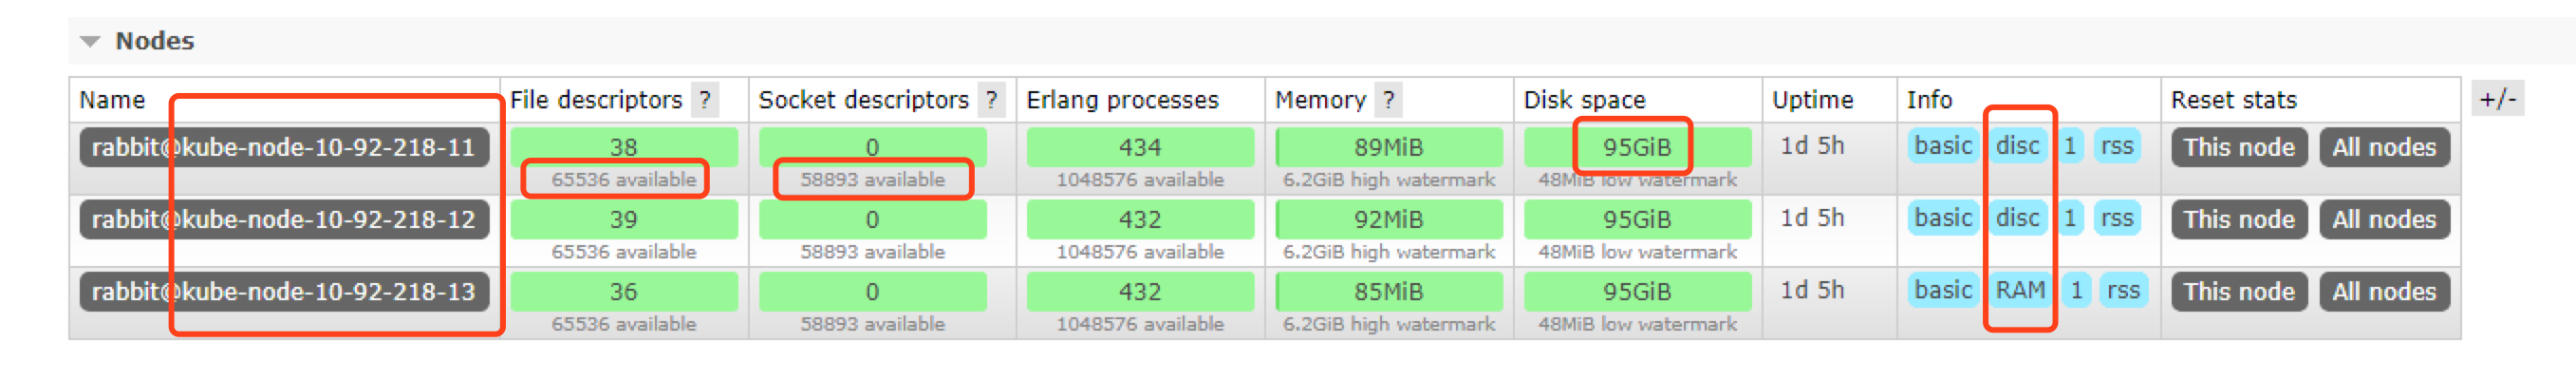 Nodes
Name File descriptors ? Socket descriptors ? Erlang processes Memory ? Disk space Uptime Info Reset stats +/-
rabbit@kube-node-10-92-218-11 38 0 434 89MiB 95GiB 1d 5h basic disc 1 rss This node All nodes
65536 available 58893 available 1048576 available 6.2GiB high watermark 48MiB low watermark
rabbit@kube-node-10-92-218-12 39 0 432 92MiB 95GiB 1d 5h basic disc 1 rss This node All nodes
65536 available 58893 available 1048576 available 6.2GiB high watermark 48MiB low watermark
rabbit@kube-node-10-92-218-13 36 0 432 85MiB 95GiB 1d 5h basic RAM 1 rss This node All nodes
65536 available 58893 available 1048576 available 6.2GiB high watermark 48MiB low watermark